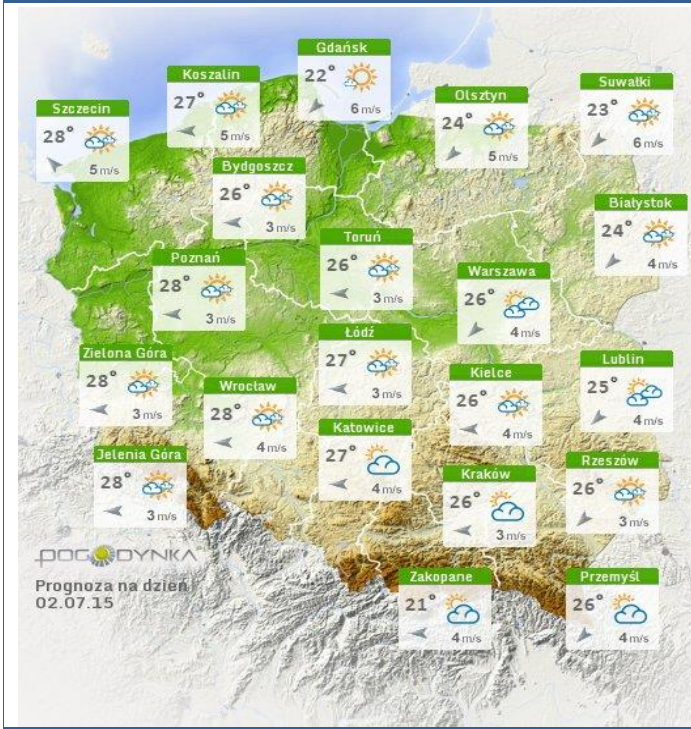 Gdańsk
22°
6 m/s
Koszalin
27°
5 m/s
Suwałki
23°
6 m/s
Olsztyn
24°
5 m/s
Szczecin
28°
5 m/s
Bydgoszcz
26°
3 m/s
Białystok
24°
4 m/s
Toruń
26°
3 m/s
Poznań
28°
3 m/s
Warszawa
26°
4 m/s
Łódź
27°
3 m/s
Zielona Góra
28°
3 m/s
Lublin
25°
4 m/s
Kielce
26°
4 m/s
Wrocław
28°
4 m/s
Katowice
27°
4 m/s
Jelenia Góra
28°
3 m/s
Rzeszów
26°
3 m/s
Kraków
26°
3 m/s
POGODYNKA
Prognoza na dzień
02.07.15
Zakopane
21°
4 m/s
Przemyśl
26°
4 m/s